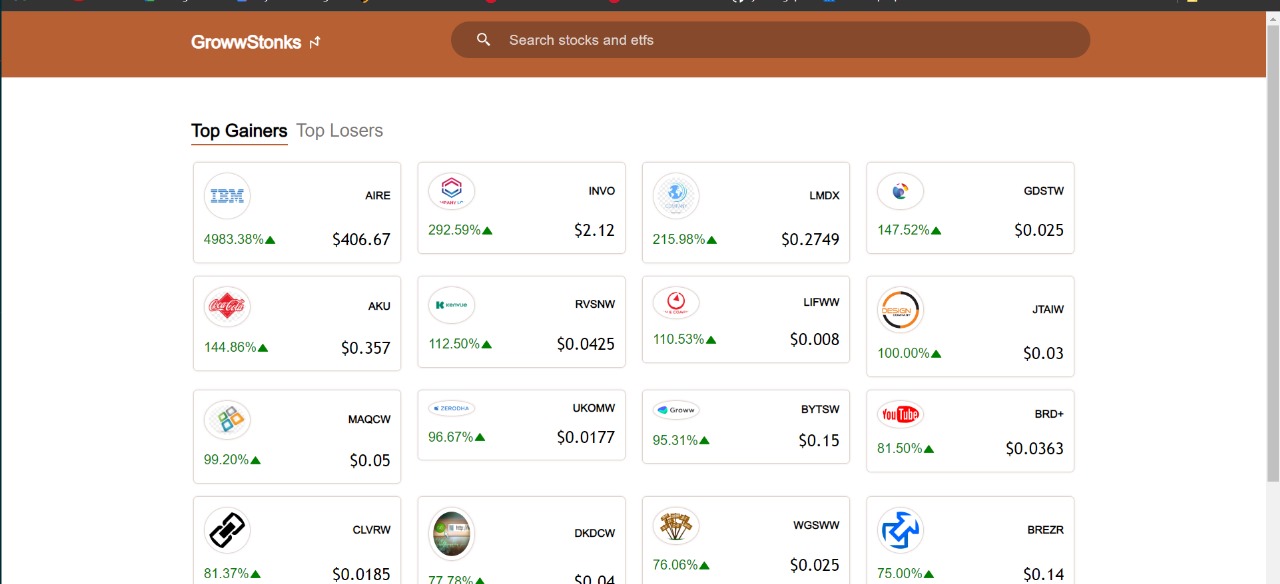 GrowwStonks
Search stocks and etfs
Top Gainers Top Losers
IBM AIRE
4983.38% $406.67
INVO
292.59% $2.12
LMDX
215.98% $0.2749
GDSTW
147.52% $0.025
Coca-Cola AKU
144.86% $0.357
kenvue RVSNW
112.50% $0.0425
LIFWW
110.53% $0.008
DESIGN JTAIW
100.00% $0.03
MAQCW
99.20% $0.05
ZERODHA UKOMW
96.67% $0.0177
Groww BYTSW
95.31% $0.15
YouTube BRD+
81.50% $0.0363
CLVRW
81.37% $0.0185
http:// DKDCW
77.78% $0.04
WGSWW
76.06% $0.025
BREZR
75.00% $0.14